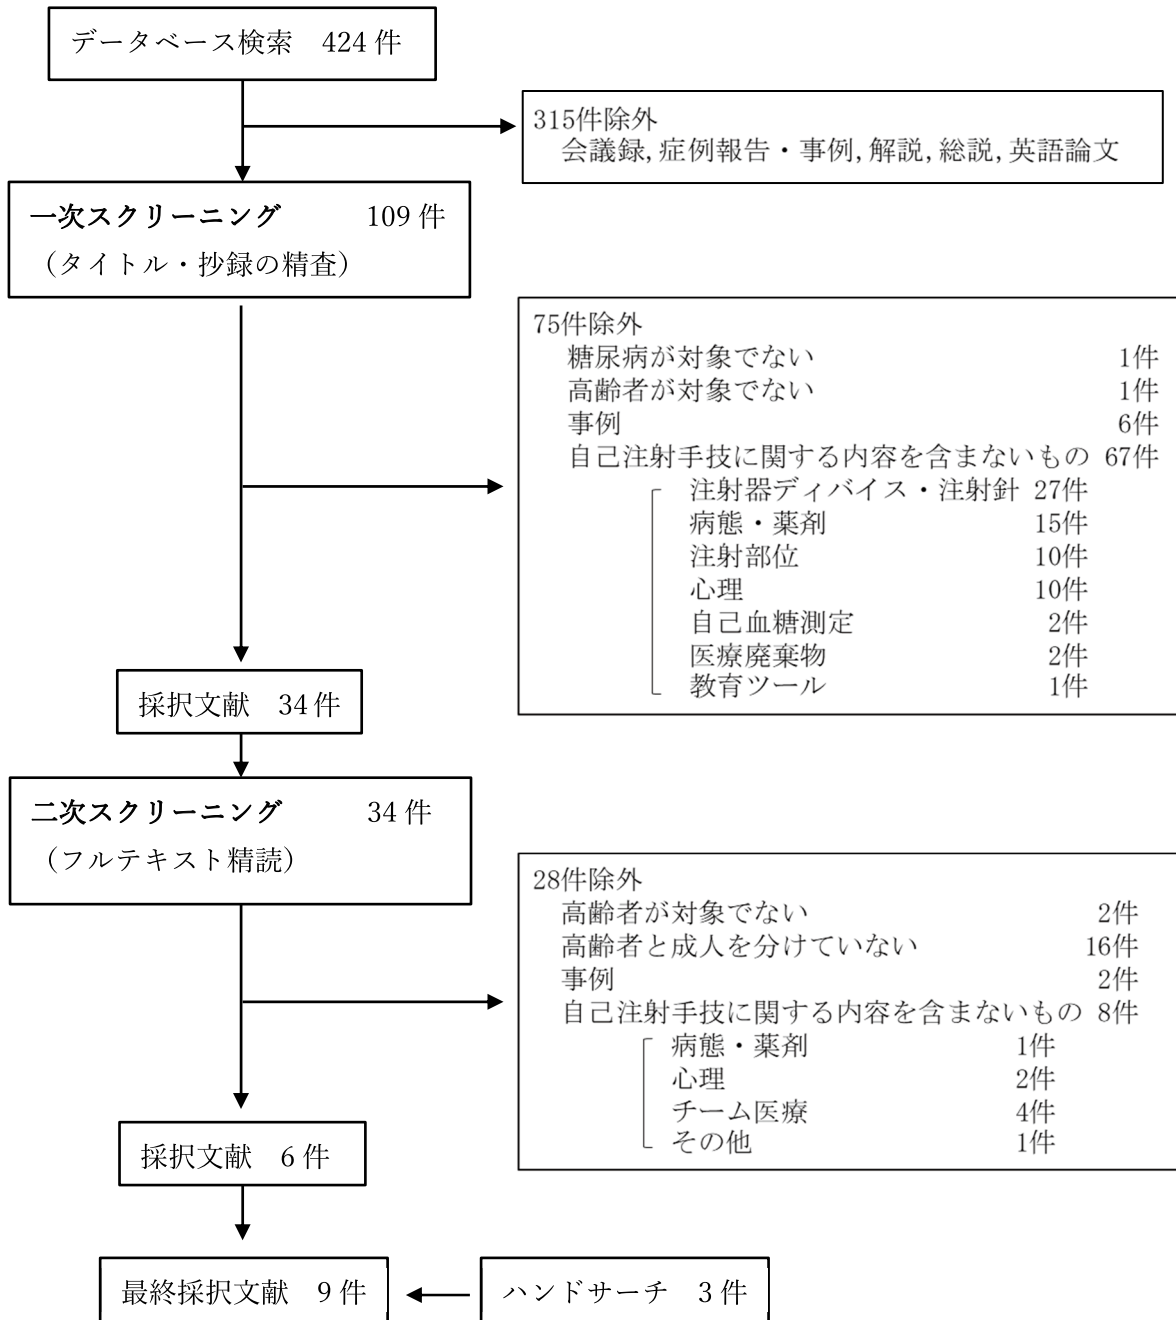 データベース検索 424 件
315件除外
会議録, 症例報告・事例, 解説, 総説, 英語論文
一次スクリーニング 109 件
（タイトル・抄録の精査）
75件除外
糖尿病が対象でない 1件
高齢者が対象でない 1件
事例 6件
自己注射手技に関する内容を含まないもの 67件
注射器ディバイス・注射針 27件
病態・薬剤 15件
注射部位 10件
心理 10件
自己血糖測定 2件
医療廃棄物 2件
教育ツール 1件
採択文献 34 件
二次スクリーニング 34 件
（フルテキスト精読）
28件除外
高齢者が対象でない 2件
高齢者と成人を分けていない 16件
事例 2件
自己注射手技に関する内容を含まないもの 8件
病態・薬剤 1件
心理 2件
チーム医療 4件
その他 1件
採択文献 6 件
最終採択文献 9 件
ハンドサーチ 3 件